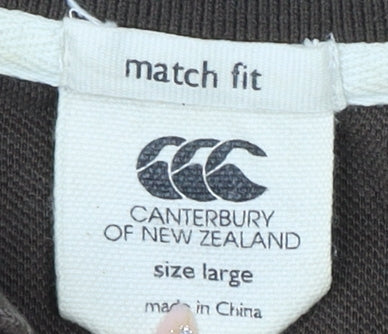 match fit
CANTERBURY
OF NEW ZEALAND
size large
made in China